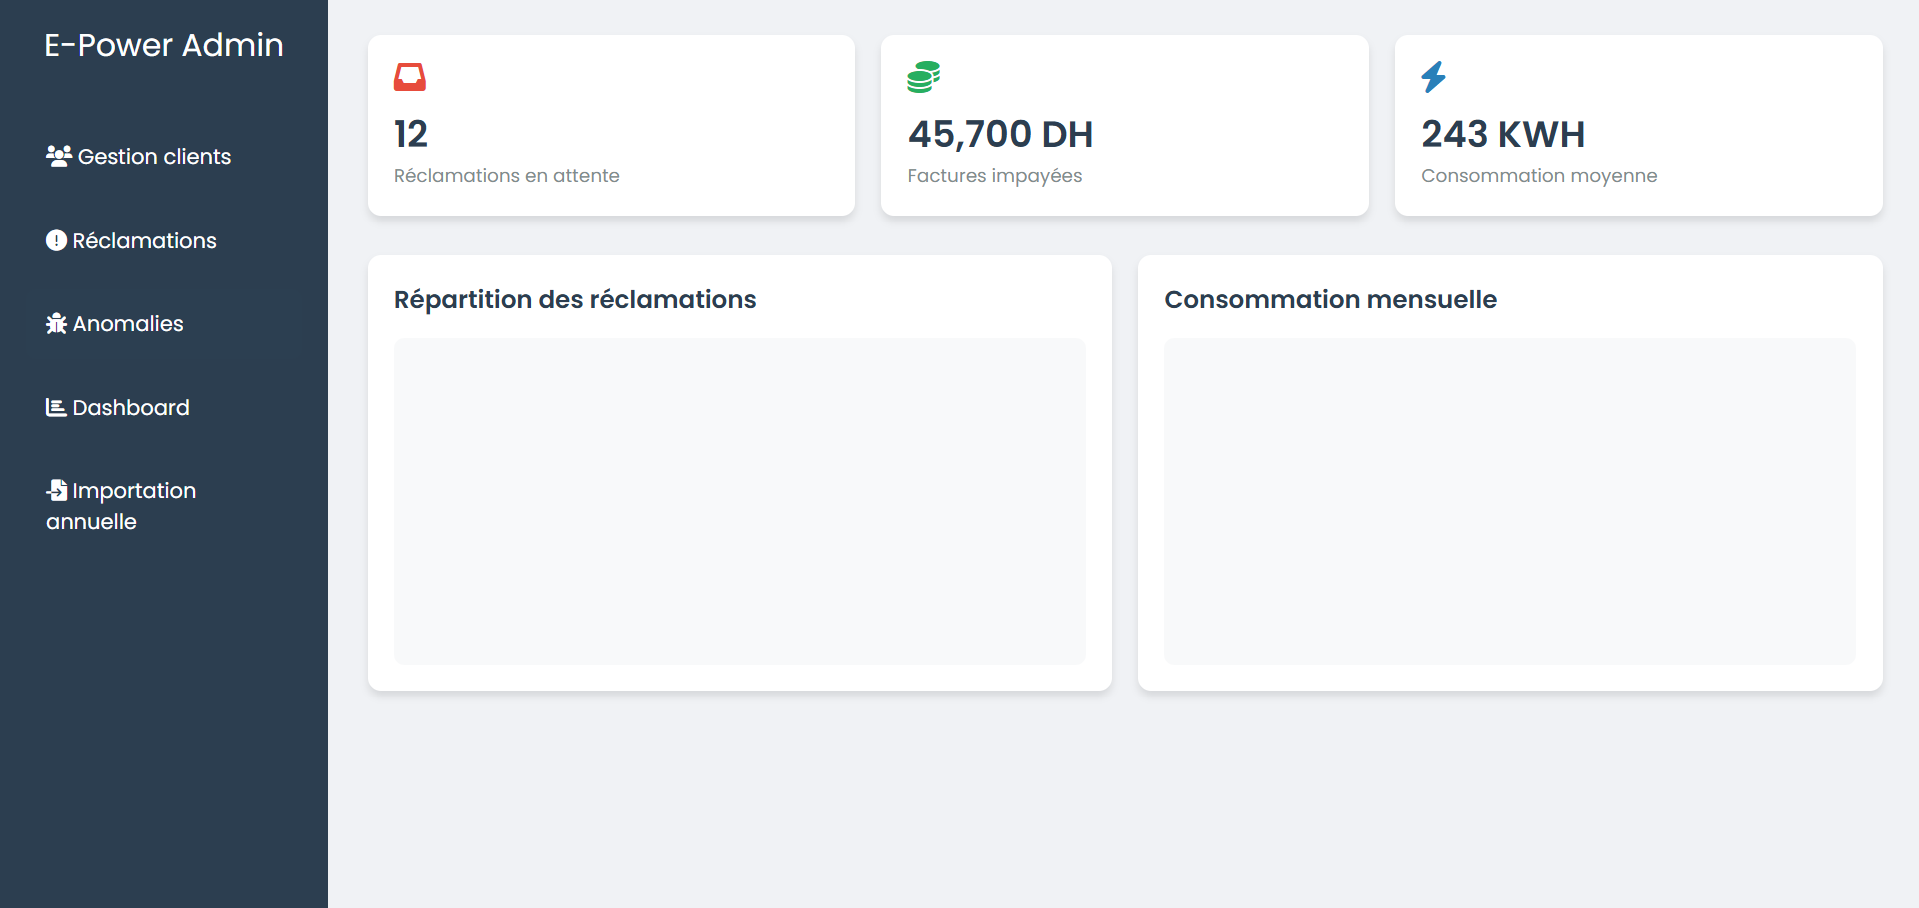 E-Power Admin
Gestion clients
Réclamations
Anomalies
Dashboard
Importation
annuelle
12
Réclamations en attente
45,700 DH
Factures impayées
243 KWH
Consommation moyenne
Répartition des réclamations
Consommation mensuelle